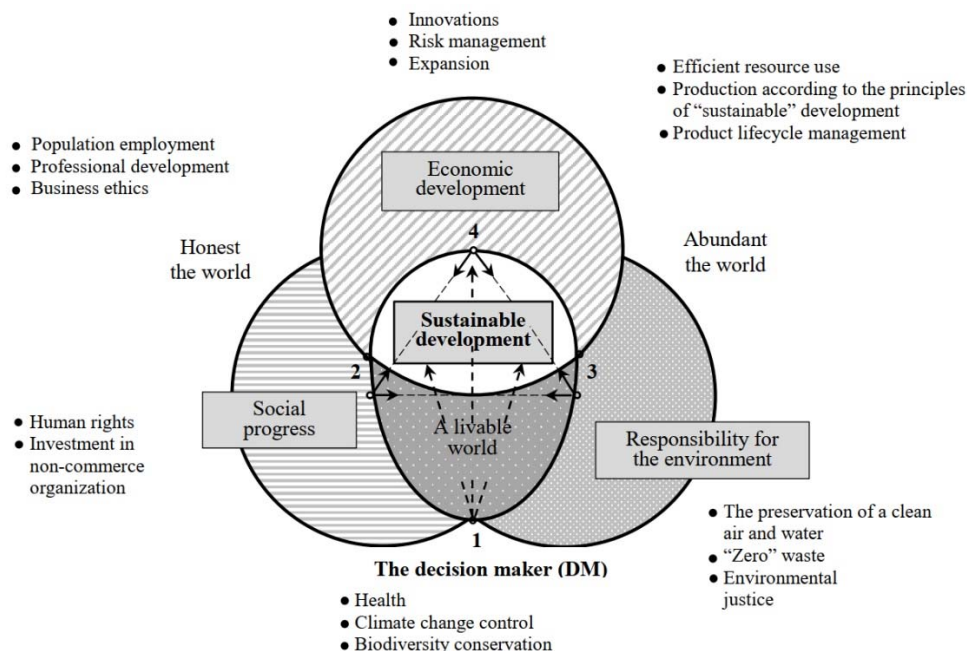 ● Innovations
● Risk management
● Expansion
● Efficient resource use
● Production according to the principles
of “sustainable” development
● Product lifecycle management
● Population employment
● Professional development
● Business ethics
Economic
development
4
Honest
the world
Abundant
the world
Sustainable
development
2
3
Social
progress
A livable
world
● Human rights
● Investment in
non-commerce
organization
Responsibility for
the environment
1
● The preservation of a clean
air and water
● “Zero” waste
● Environmental
justice
The decision maker (DM)
● Health
● Climate change control
● Biodiversity conservation